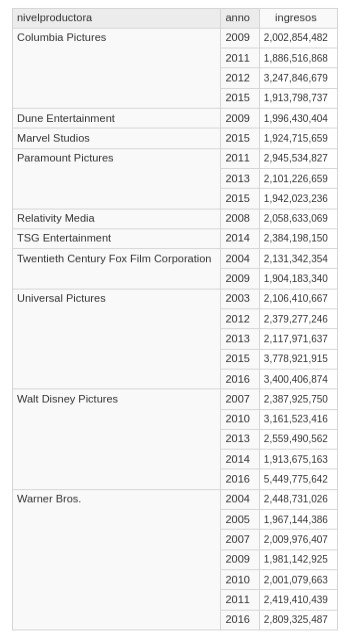 nivelproductora anno ingresos
Columbia Pictures 2009 2,002,854,482
2011 1,886,516,868
2012 3,247,846,679
2015 1,913,798,737
Dune Entertainment 2009 1,996,430,404
Marvel Studios 2015 1,924,715,659
Paramount Pictures 2011 2,945,534,827
2013 2,101,226,659
2015 1,942,023,236
Relativity Media 2008 2,058,633,069
TSG Entertainment 2014 2,384,198,150
Twentieth Century Fox Film Corporation 2004 2,131,342,354
2009 1,904,183,340
Universal Pictures 2003 2,106,410,667
2012 2,379,277,246
2013 2,117,971,637
2015 3,778,921,915
2016 3,400,406,874
Walt Disney Pictures 2007 2,387,925,750
2010 3,161,523,416
2013 2,559,490,562
2014 1,913,675,163
2016 5,449,775,642
Warner Bros. 2004 2,448,731,026
2005 1,967,144,386
2007 2,009,976,407
2009 1,981,142,925
2010 2,001,079,663
2011 2,419,410,439
2016 2,809,325,487